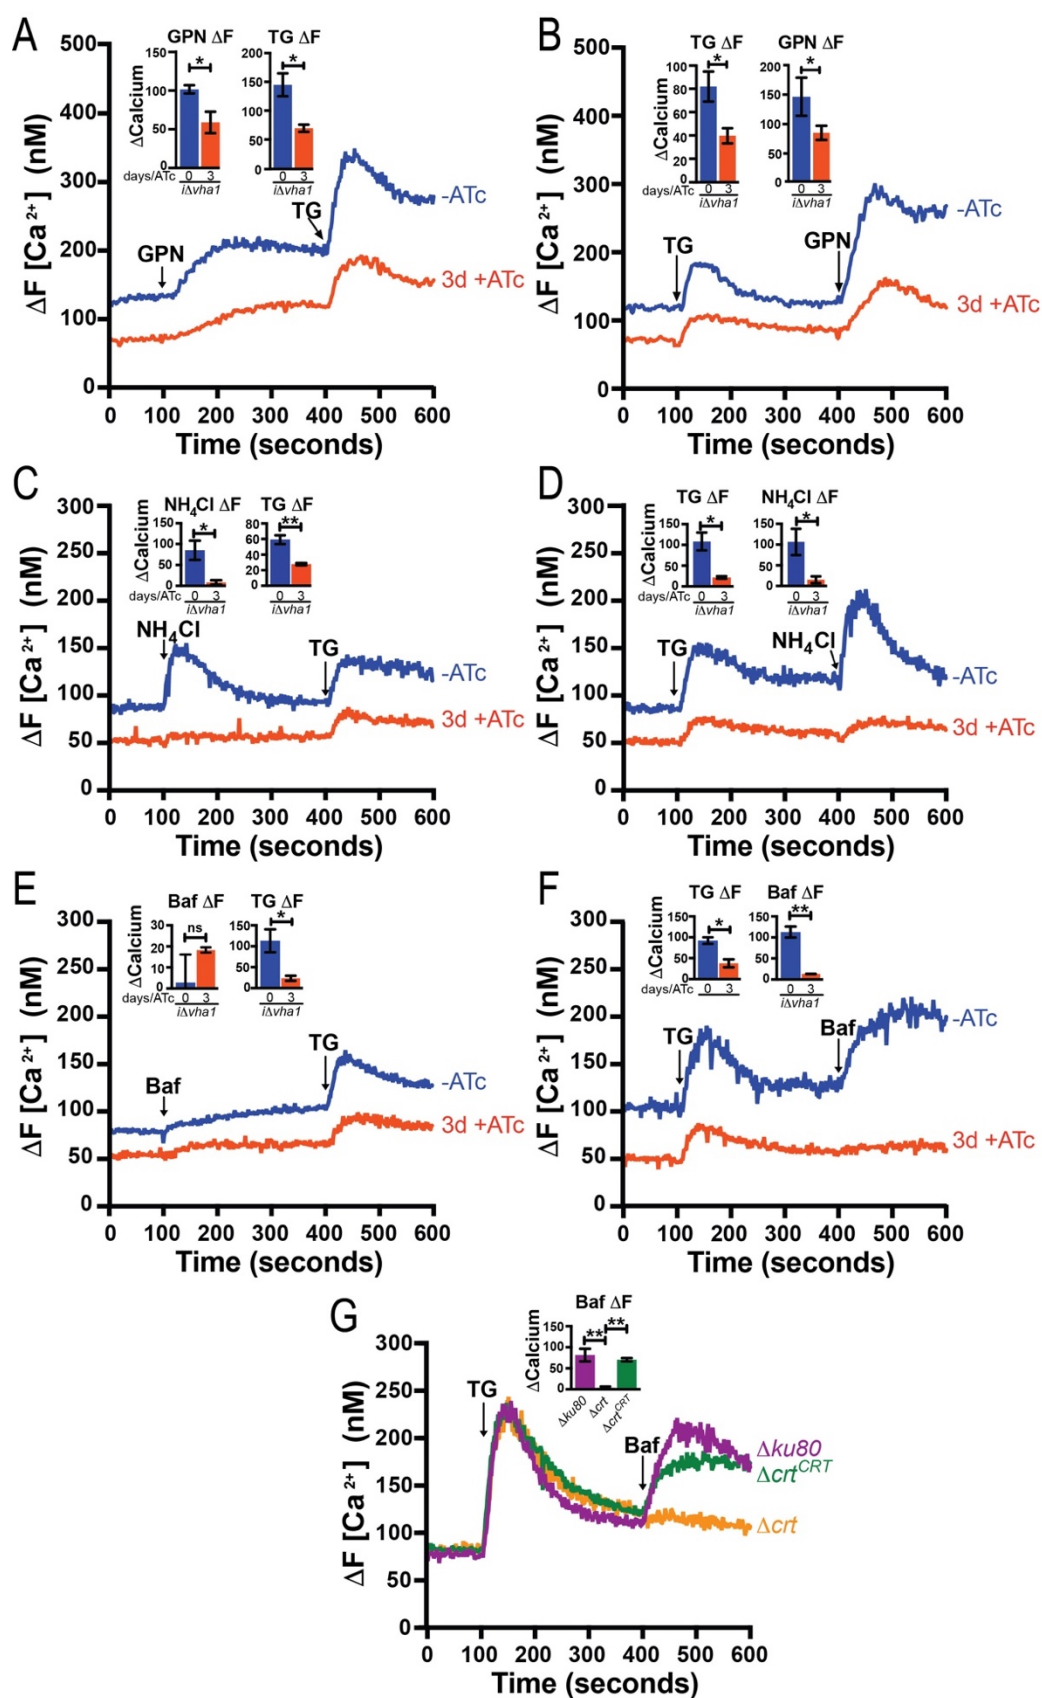 A
GPN ΔF
TG ΔF
ΔCalcium
150
100
50
0
200
150
100
50
0
* *
days/ATc 0 3 0 3
iΔvha1 iΔvha1
ΔF [Ca²⁺] (nM)
500
400
300
200
100
0
GPN
TG
-ATc
3d +ATc
0 100 200 300 400 500 600
Time (seconds)
B
TG ΔF
GPN ΔF
ΔCalcium
100
80
60
40
20
0
200
150
100
50
0
* *
days/ATc 0 3 0 3
iΔvha1 iΔvha1
ΔF [Ca²⁺] (nM)
500
400
300
200
100
0
TG
GPN
-ATc
3d +ATc
0 100 200 300 400 500 600
Time (seconds)
C
NH₄Cl ΔF
TG ΔF
ΔCalcium
150
100
50
0
80
60
40
20
0
* **
days/ATc 0 3 0 3
iΔvha1 iΔvha1
ΔF [Ca²⁺] (nM)
300
250
200
150
100
50
0
NH₄Cl
TG
-ATc
3d +ATc
0 100 200 300 400 500 600
Time (seconds)
D
TG ΔF
NH₄Cl ΔF
ΔCalcium
150
100
50
0
150
100
50
0
* *
days/ATc 0 3 0 3
iΔvha1 iΔvha1
ΔF [Ca²⁺] (nM)
300
250
200
150
100
50
0
TG
NH₄Cl
-ATc
3d +ATc
0 100 200 300 400 500 600
Time (seconds)
E
Baf ΔF
TG ΔF
ΔCalcium
30
20
10
0
150
100
50
0
ns *
days/ATc 0 3 0 3
iΔvha1 iΔvha1
ΔF [Ca²⁺] (nM)
300
250
200
150
100
50
0
Baf
TG
-ATc
3d +ATc
0 100 200 300 400 500 600
Time (seconds)
F
TG ΔF
Baf ΔF
ΔCalcium
150
100
50
0
150
100
50
0
* **
days/ATc 0 3 0 3
iΔvha1
ΔF [Ca²⁺] (nM)
300
250
200
150
100
50
0
TG
Baf
-ATc
3d +ATc
0 100 200 300 400 500 600
Time (seconds)
G
Baf ΔF
ΔCalcium
150
100
50
0
** **
Δku80
Δcrt
Δcrtᶜᴿᵀ
ΔF [Ca²⁺] (nM)
300
250
200
150
100
50
0
TG
Baf
Δku80
Δcrtᶜᴿᵀ
Δcrt
0 100 200 300 400 500 600
Time (seconds)